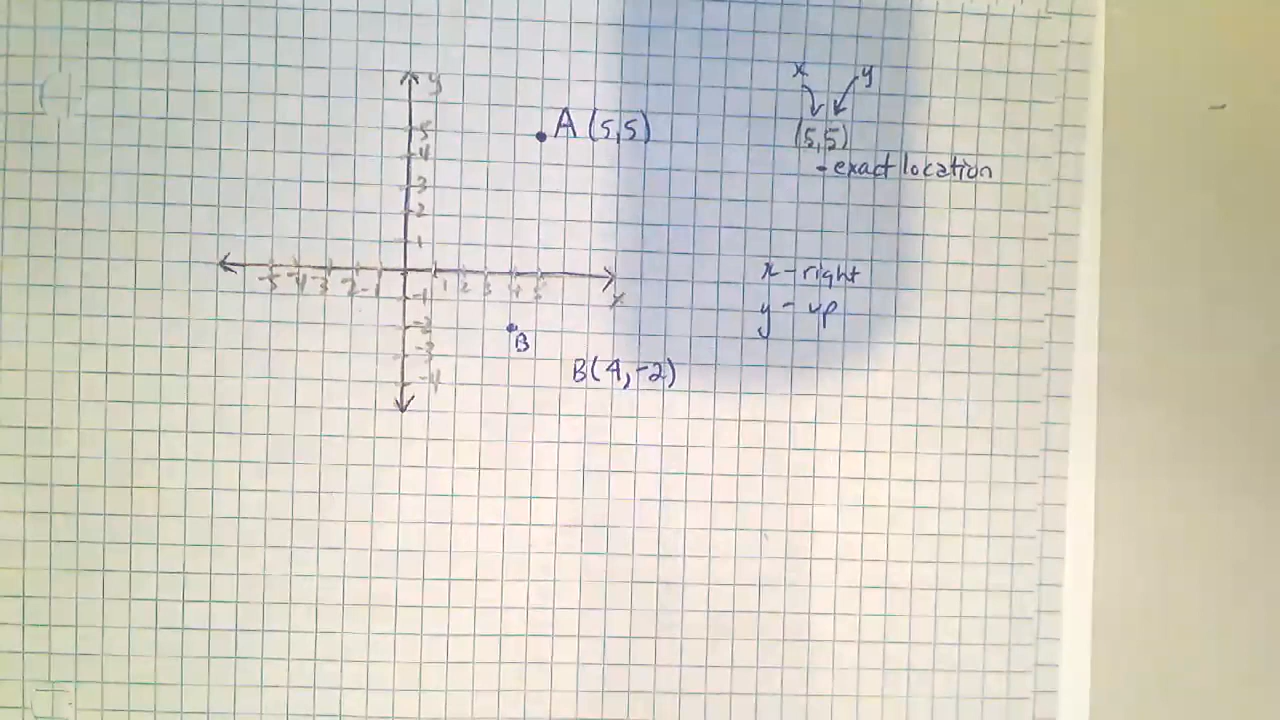 y
5
4
3
2
1
-5 -4 -3 -2 -1 1 2 3 4 5
x
-1
-2
-3
-4
A (5,5)
B
B(4,-2)
x y
(5,5)
- exact location
x - right
y - up